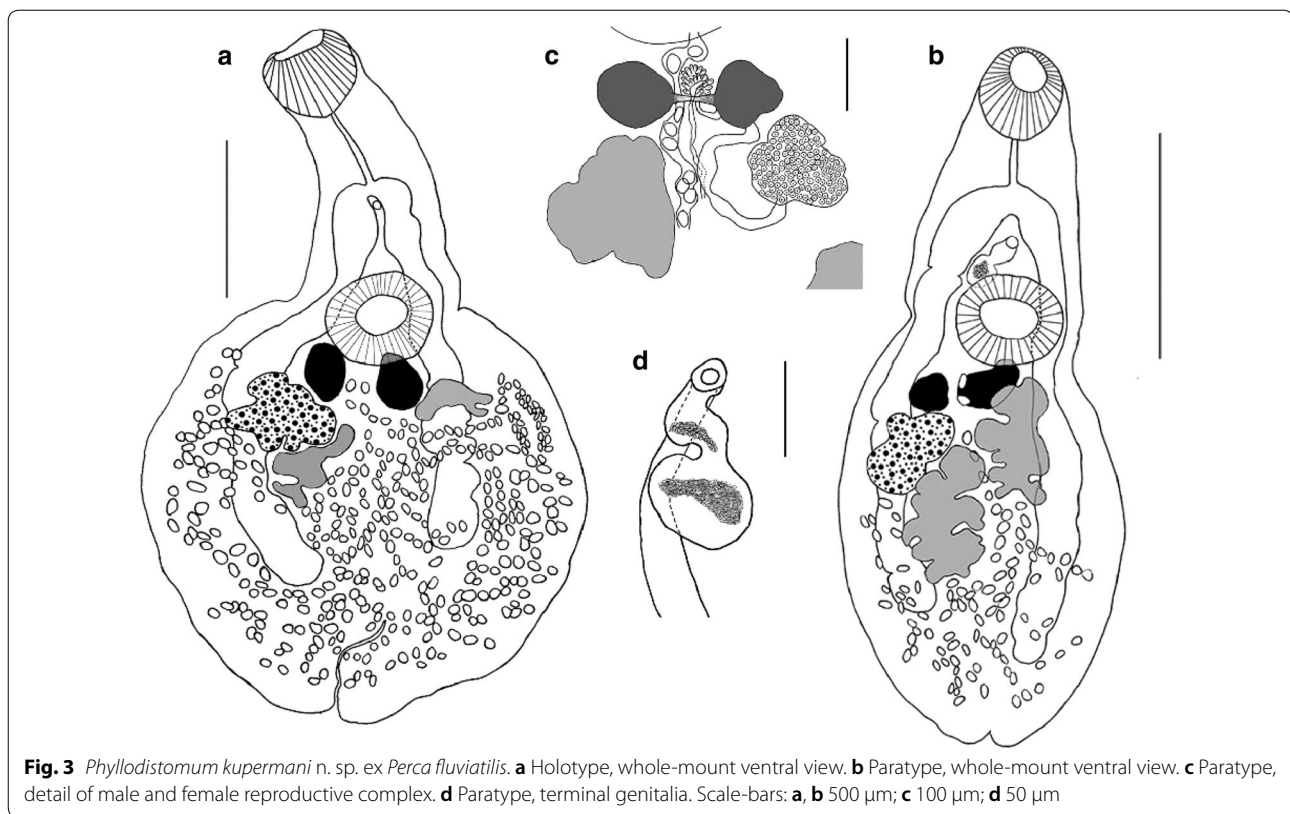 a
c
b
d
Fig. 3 Phyllodistomum kupermani n. sp. ex Perca fluviatilis. a Holotype, whole-mount ventral view. b Paratype, whole-mount ventral view. c Paratype,
detail of male and female reproductive complex. d Paratype, terminal genitalia. Scale-bars: a, b 500 μm; c 100 μm; d 50 μm